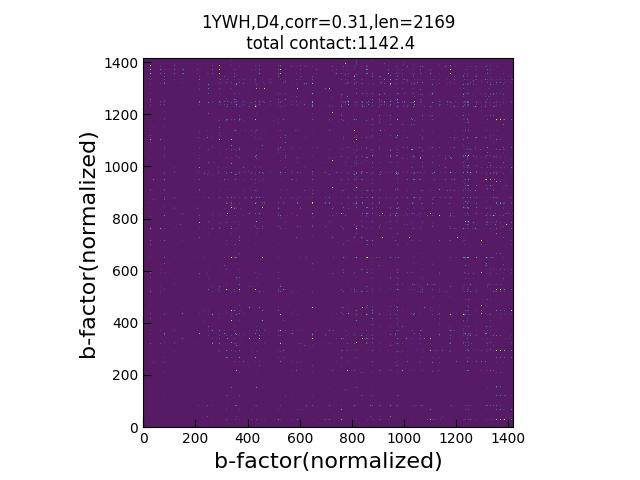 1YWH,D4,corr=0.31,len=2169
total contact:1142.4
1400
1200
1000
800
600
400
200
0
b-factor(normalized)
0 200 400 600 800 1000 1200 1400
b-factor(normalized)